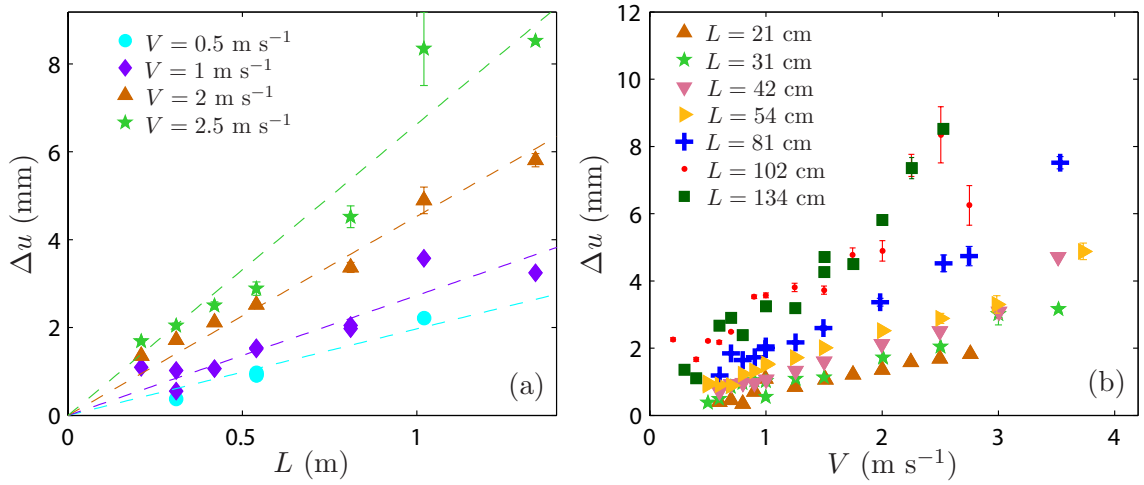 V = 0.5 m s⁻¹
V = 1 m s⁻¹
V = 2 m s⁻¹
V = 2.5 m s⁻¹
8
6
4
2
0
Δu (mm)
0
0.5
1
L (m)
(a)
L = 21 cm
L = 31 cm
L = 42 cm
L = 54 cm
L = 81 cm
L = 102 cm
L = 134 cm
12
10
8
6
4
2
0
Δu (mm)
0
1
2
3
4
V (m s⁻¹)
(b)